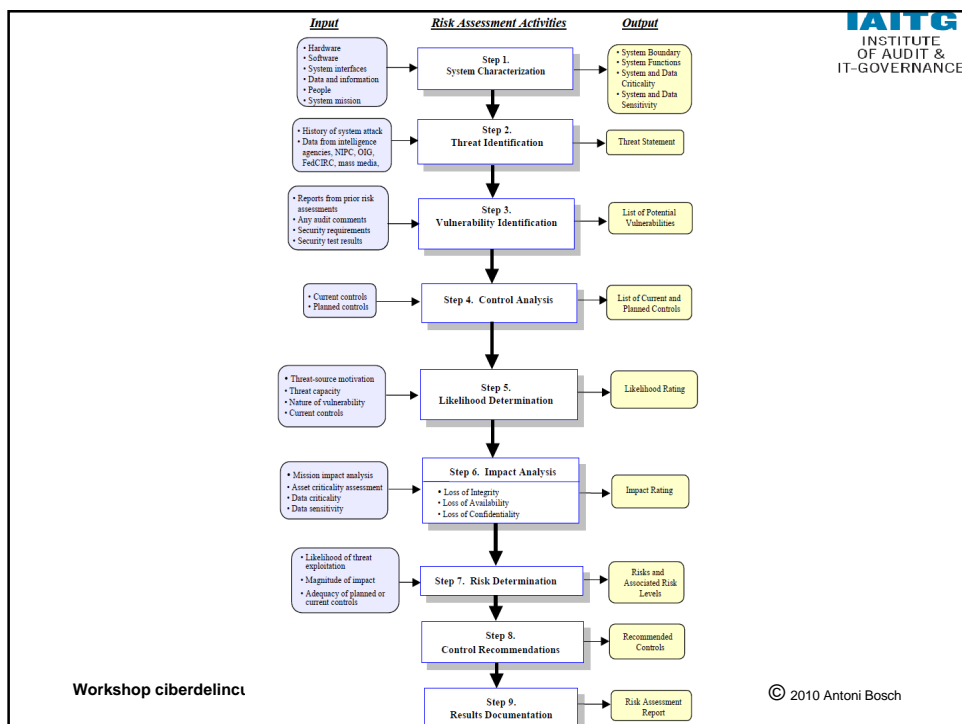 Input
Risk Assessment Activities
Output
IAITG
INSTITUTE
OF AUDIT &
IT-GOVERNANCE
• Hardware
• Software
• System interfaces
• Data and information
• People
• System mission
Step 1.
System Characterization
• System Boundary
• System Functions
• System and Data
Criticality
• System and Data
Sensitivity
• History of system attack
• Data from intelligence
agencies, NIPC, OIG,
FedCIRC, mass media,
Step 2.
Threat Identification
Threat Statement
• Reports from prior risk
assessments
• Any audit comments
• Security requirements
• Security test results
Step 3.
Vulnerability Identification
List of Potential
Vulnerabilities
• Current controls
• Planned controls
Step 4. Control Analysis
List of Current and
Planned Controls
• Threat-source motivation
• Threat capacity
• Nature of vulnerability
• Current controls
Step 5.
Likelihood Determination
Likelihood Rating
• Mission impact analysis
• Asset criticality assessment
• Data criticality
• Data sensitivity
Step 6. Impact Analysis
• Loss of Integrity
• Loss of Availability
• Loss of Confidentiality
Impact Rating
• Likelihood of threat
exploitation
• Magnitude of impact
• Adequacy of planned or
current controls
Step 7. Risk Determination
Risks and
Associated Risk
Levels
Step 8.
Control Recommendations
Recommended
Controls
Step 9.
Results Documentation
Risk Assessment
Report
Workshop ciberdelincu
© 2010 Antoni Bosch